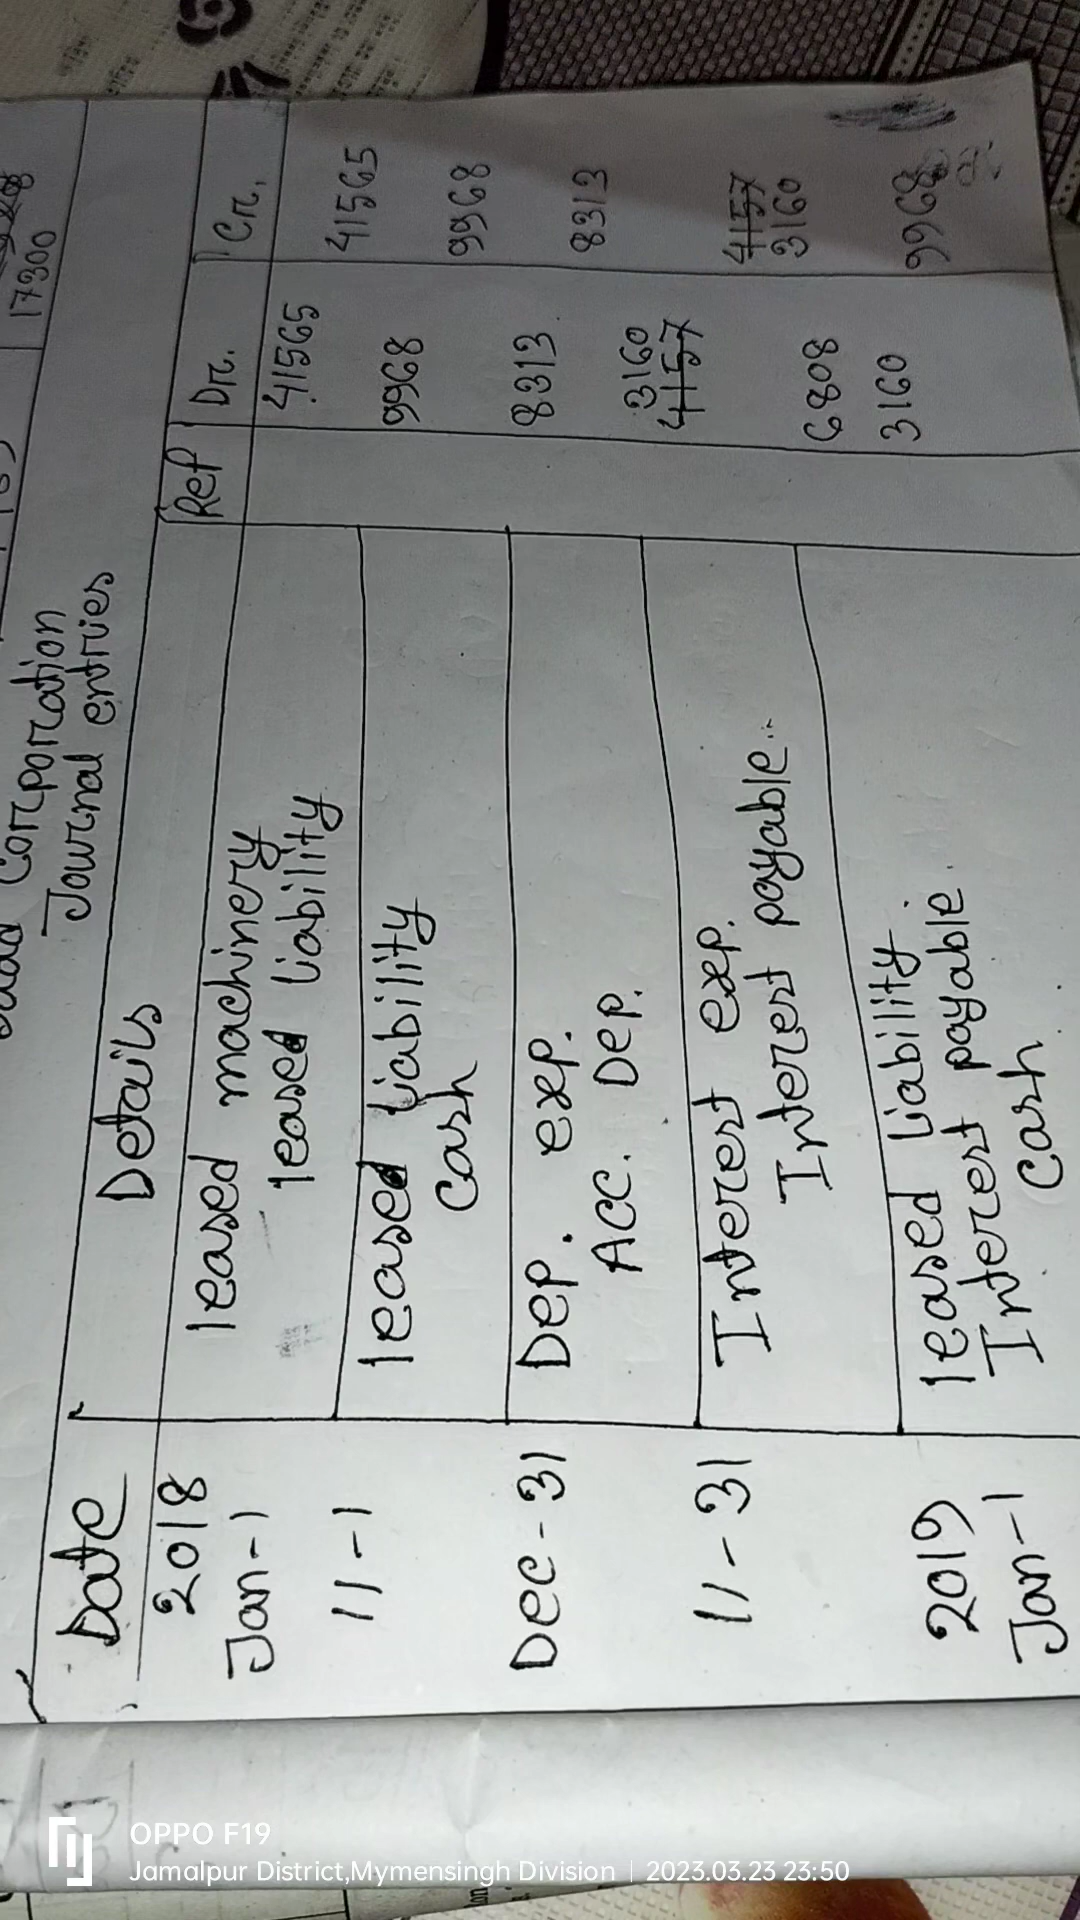 17300
Corporation
Journal entries
Date Details Ref Dr. Cr.
2018
Jan-1 leased machinery 41565
leased liability 41565
11-1 leased liability 9968
Cash 9968
Dec-31 Dep. exp. 8313
Acc. Dep. 8313
11-31 Interest exp. 3160 4157
Interest payable. 4157 3160
2019
Jan-1 leased liability 6808
Interest payable. 3160
Cash 9968
OPPO F19
Jamalpur District,Mymensingh Division | 2023.03.23 23:50